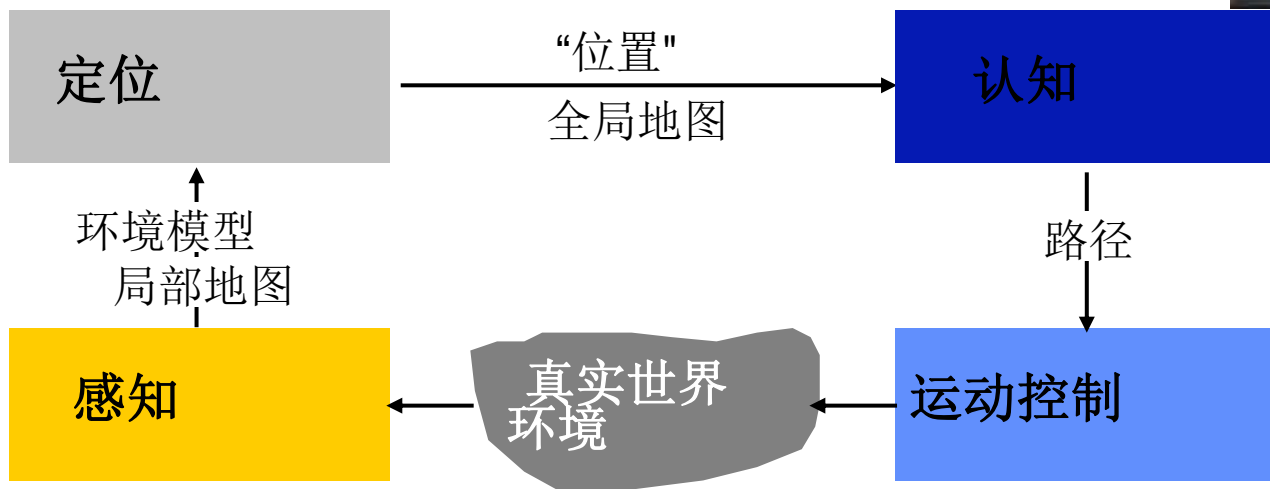 定位
“位置"
全局地图
认知
环境模型
局部地图
路径
感知
真实世界
环境
运动控制